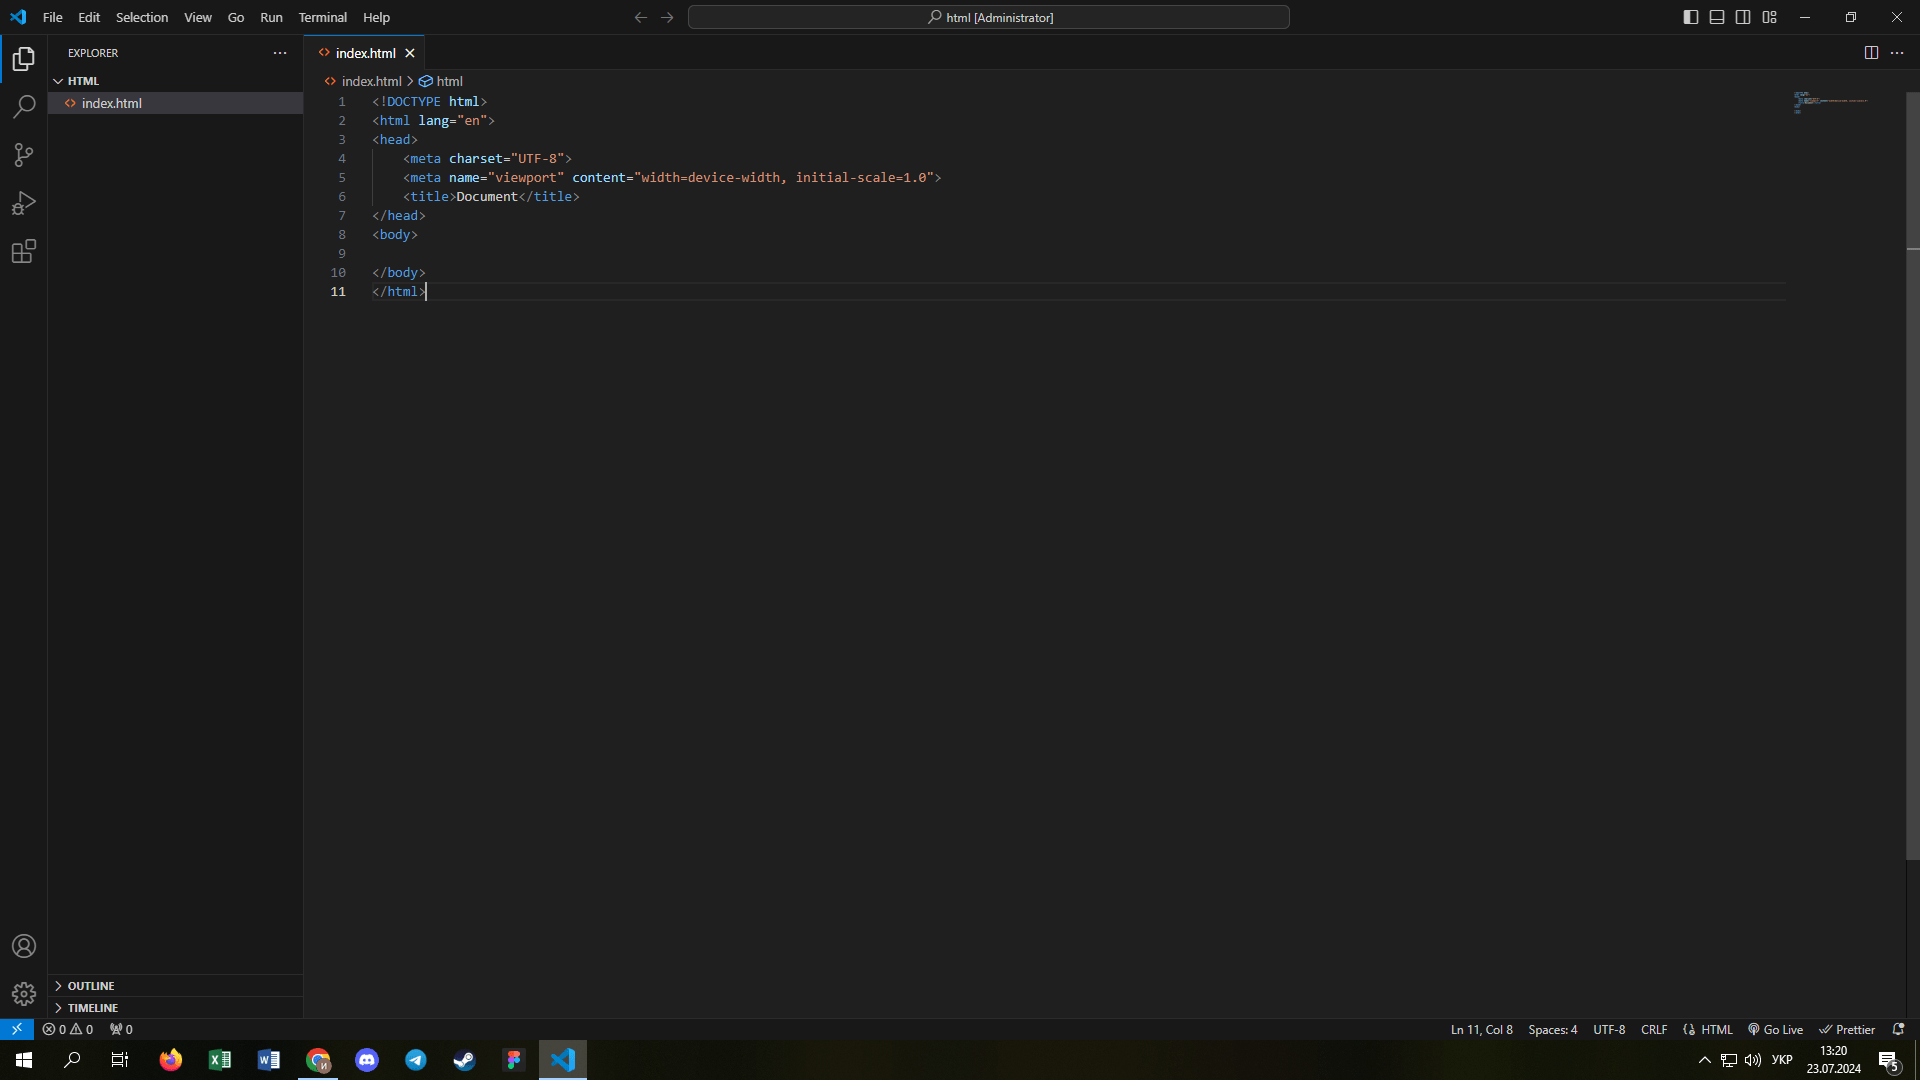 File Edit Selection View Go Run Terminal Help
html [Administrator]
EXPLORER
HTML
index.html
OUTLINE
TIMELINE
index.html
index.html > html
1 <!DOCTYPE html>
2 <html lang="en">
3 <head>
4     <meta charset="UTF-8">
5     <meta name="viewport" content="width=device-width, initial-scale=1.0">
6     <title>Document</title>
7 </head>
8 <body>
9
10 </body>
11 </html>
0 0 0
Ln 11, Col 8 Spaces: 4 UTF-8 CRLF HTML Go Live Prettier
УКР
13:20
23.07.2024
5